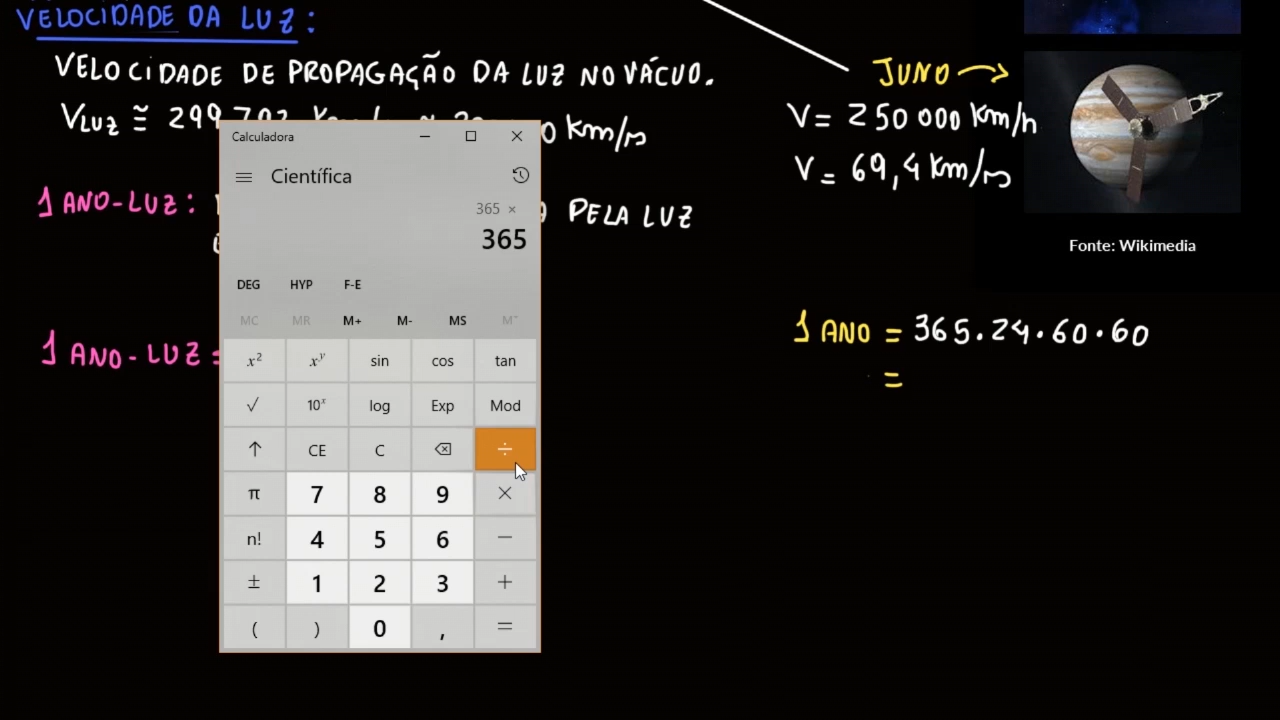 VELOCIDADE DA LUZ:
VELOCIDADE DE PROPAGAÇÃO DA LUZ NO VÁCUO.
VLUZ ≅ 299 792
0 Km/s
1 ANO-LUZ:
PELA LUZ
1 ANO-LUZ =
Calculadora
Científica
365 ×
365
DEG HYP F-E
MC MR M+ M- MS M˅
x² xʸ sin cos tan
√ 10ˣ log Exp Mod
↑ CE C ⌫ ÷
π 7 8 9 ×
n! 4 5 6 −
± 1 2 3 +
( ) 0 , =
JUNO →
V = 250 000 Km/h
V = 69,4 Km/s
Fonte: Wikimedia
1 ANO = 365.24.60.60
=